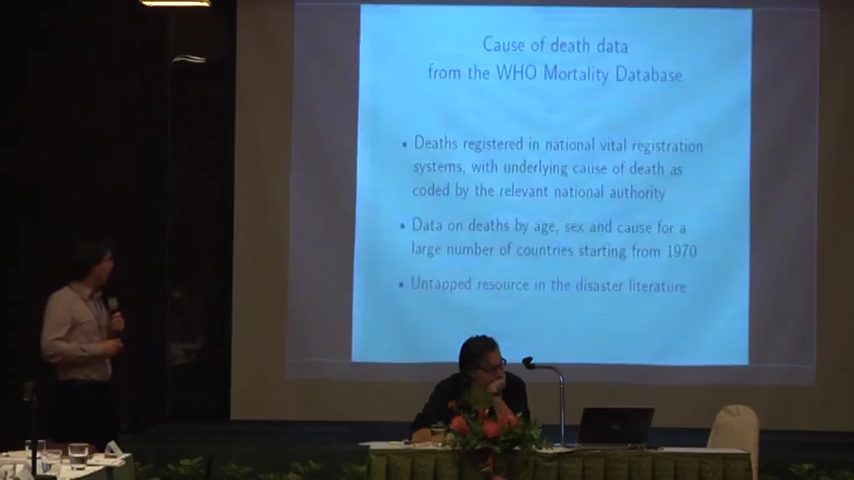 Cause of death data
from the WHO Mortality Database
• Deaths registered in national vital registration
systems, with underlying cause of death as
coded by the relevant national authority
• Data on deaths by age, sex and cause for a
large number of countries starting from 1970
• Untapped resource in the disaster literature